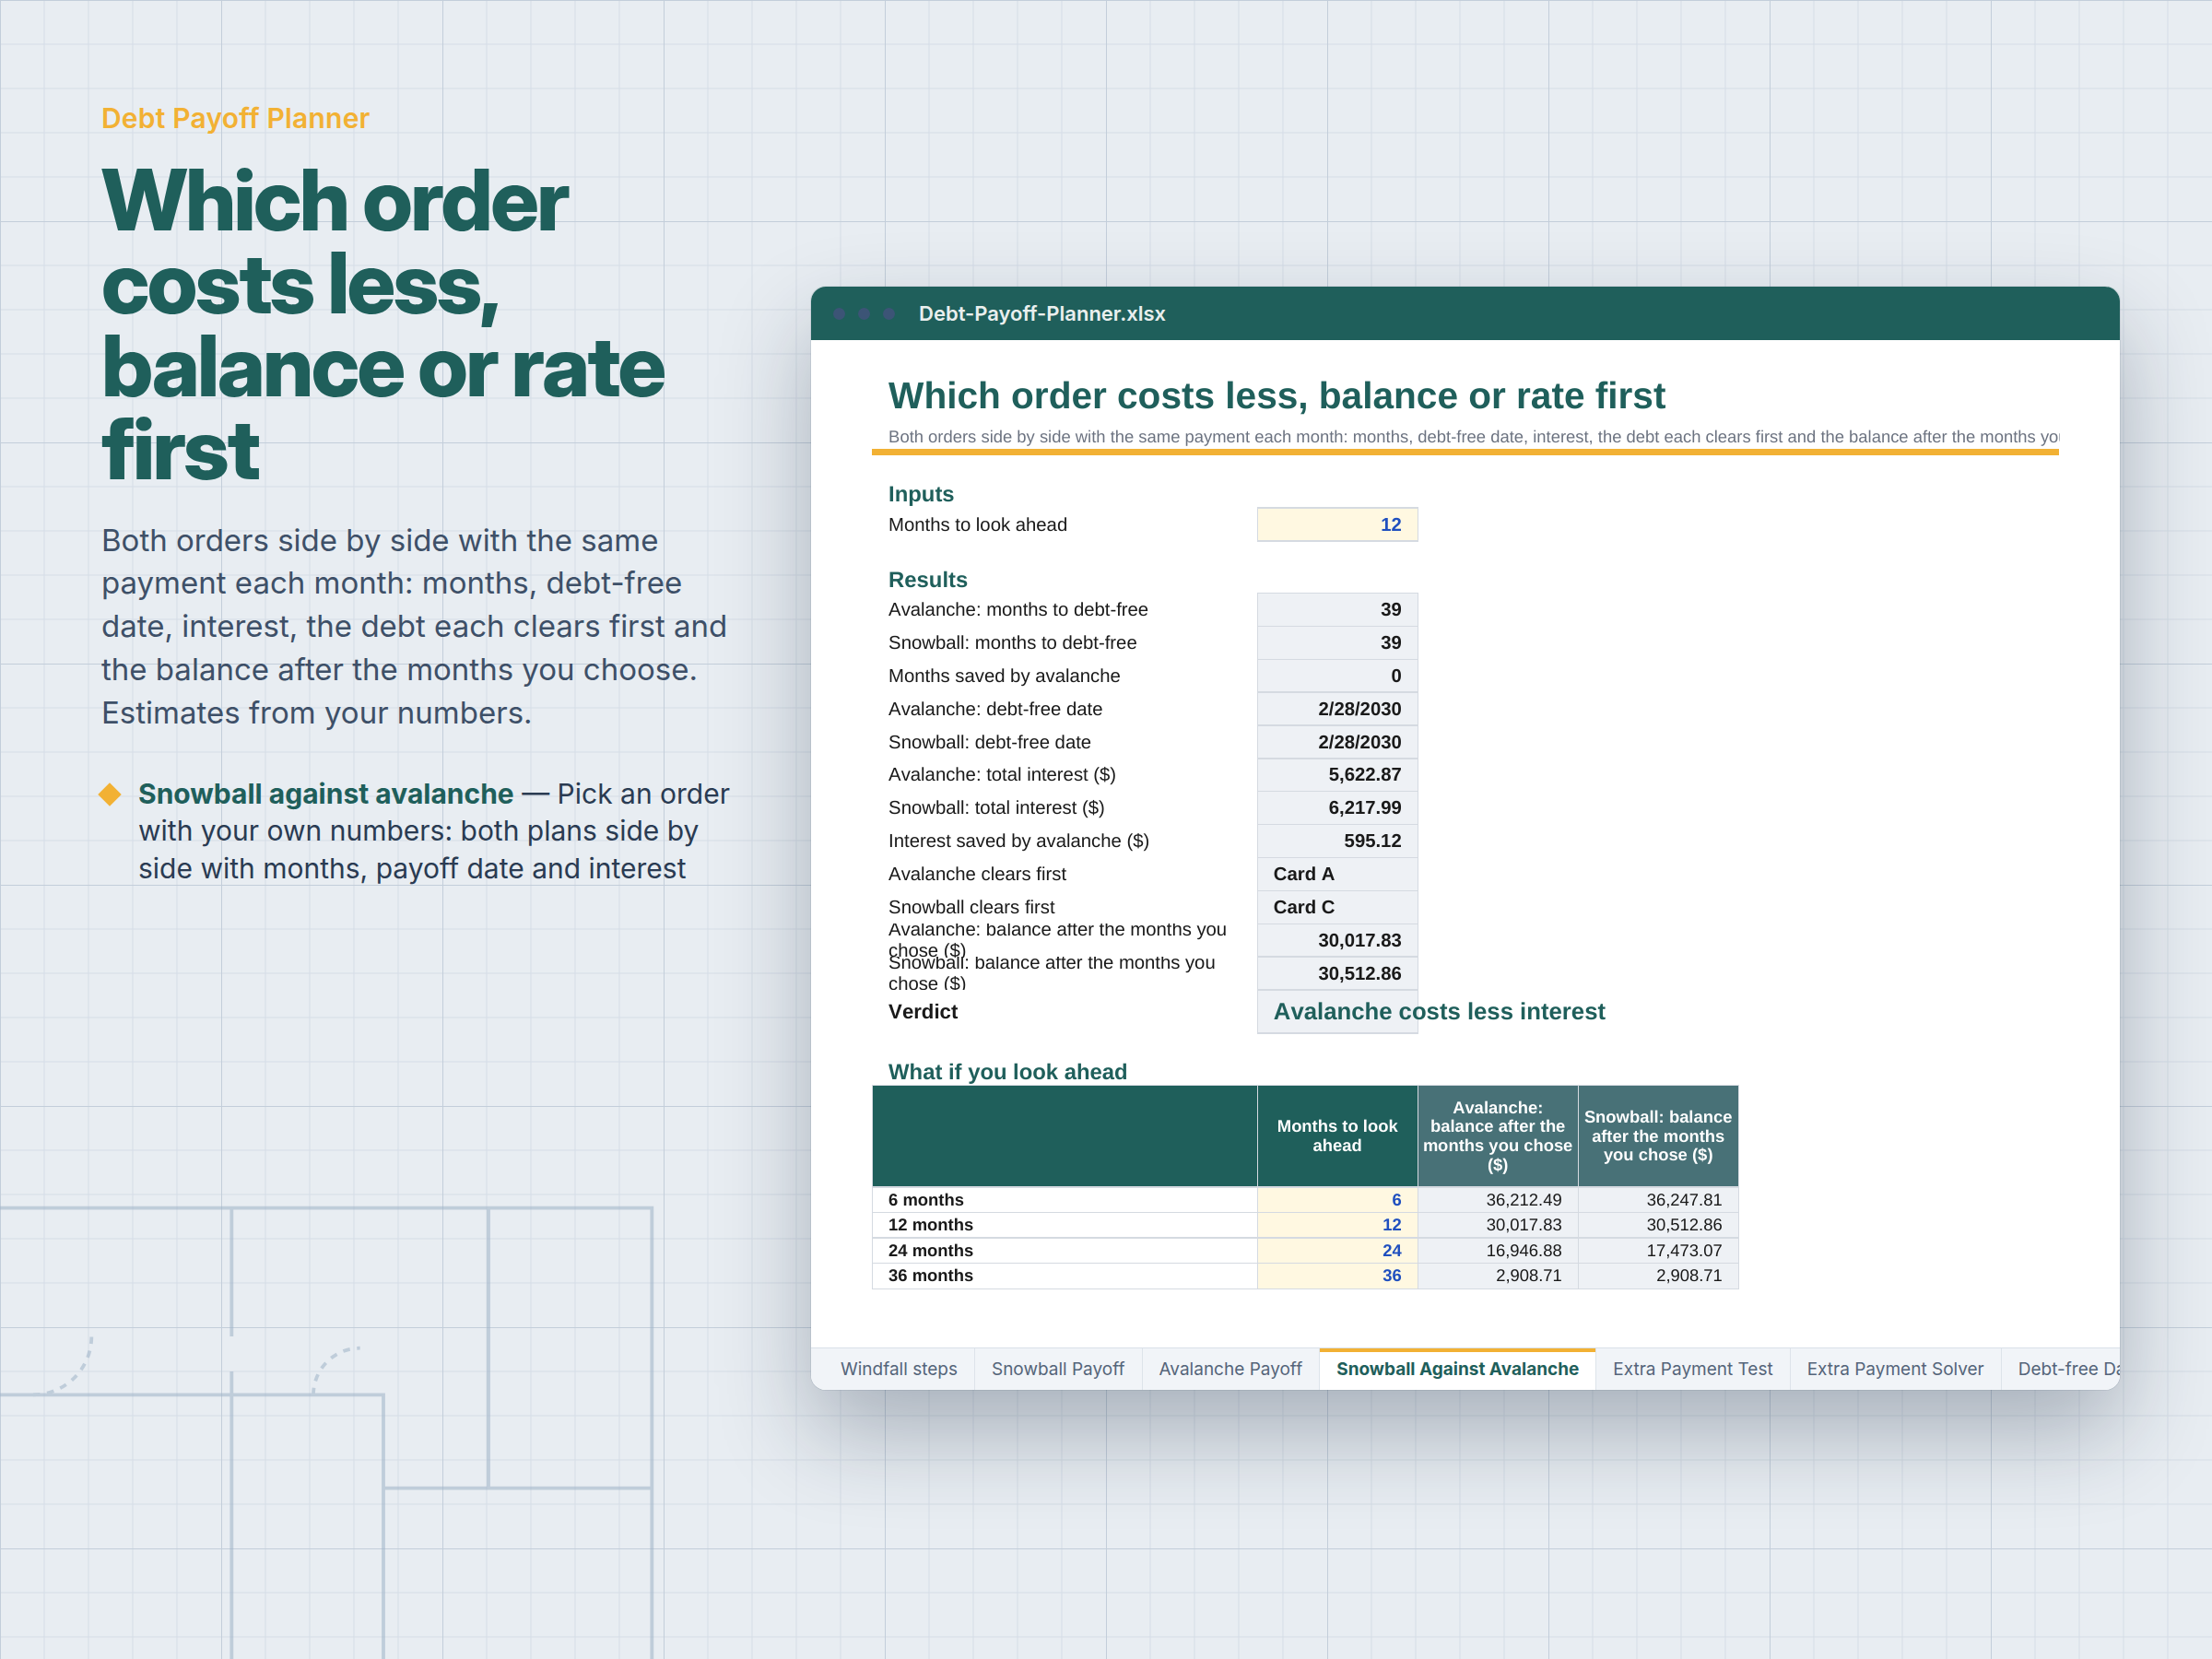 Debt Payoff Planner
Which order
costs less,
balance or rate
first
Both orders side by side with the same
payment each month: months, debt-free
date, interest, the debt each clears first and
the balance after the months you choose.
Estimates from your numbers.
Snowball against avalanche — Pick an order
with your own numbers: both plans side by
side with months, payoff date and interest
Debt-Payoff-Planner.xlsx
Which order costs less, balance or rate first
Both orders side by side with the same payment each month: months, debt-free date, interest, the debt each clears first and the balance after the months
Inputs
Months to look ahead 12
Results
Avalanche: months to debt-free 39
Snowball: months to debt-free 39
Months saved by avalanche 0
Avalanche: debt-free date 2/28/2030
Snowball: debt-free date 2/28/2030
Avalanche: total interest ($) 5,622.87
Snowball: total interest ($) 6,217.99
Interest saved by avalanche ($) 595.12
Avalanche clears first Card A
Snowball clears first Card C
Avalanche: balance after the months you
chose ($) 30,017.83
Snowball: balance after the months you
chose ($) 30,512.86
Verdict Avalanche costs less interest
What if you look ahead
Months to look
ahead
Avalanche:
balance after the
months you chose
($)
Snowball: balance
after the months
you chose ($)
6 months 6 36,212.49 36,247.81
12 months 12 30,017.83 30,512.86
24 months 24 16,946.88 17,473.07
36 months 36 2,908.71 2,908.71
Windfall steps Snowball Payoff Avalanche Payoff Snowball Against Avalanche Extra Payment Test Extra Payment Solver Debt-free